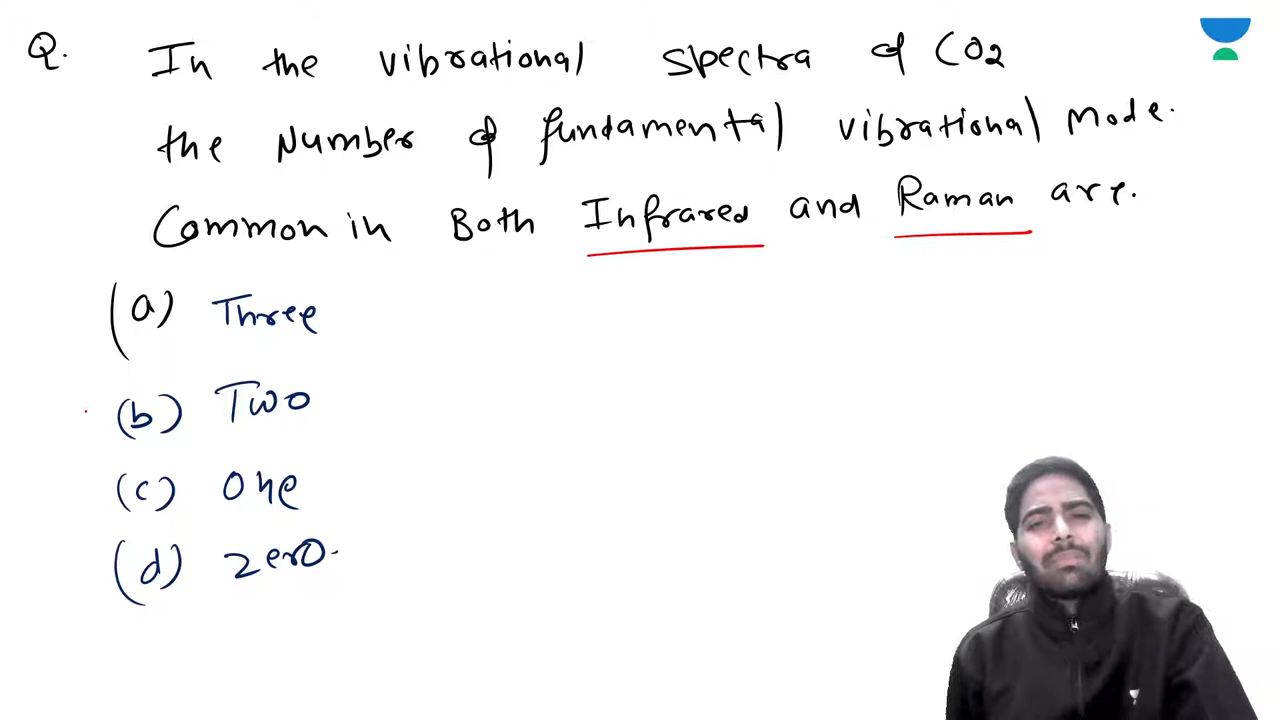 Q. In the vibrational spectra of CO2
the Number of fundamental vibrational Mode.
Common in Both Infrared and Raman are.
(a) Three
(b) Two
(c) One
(d) Zero.